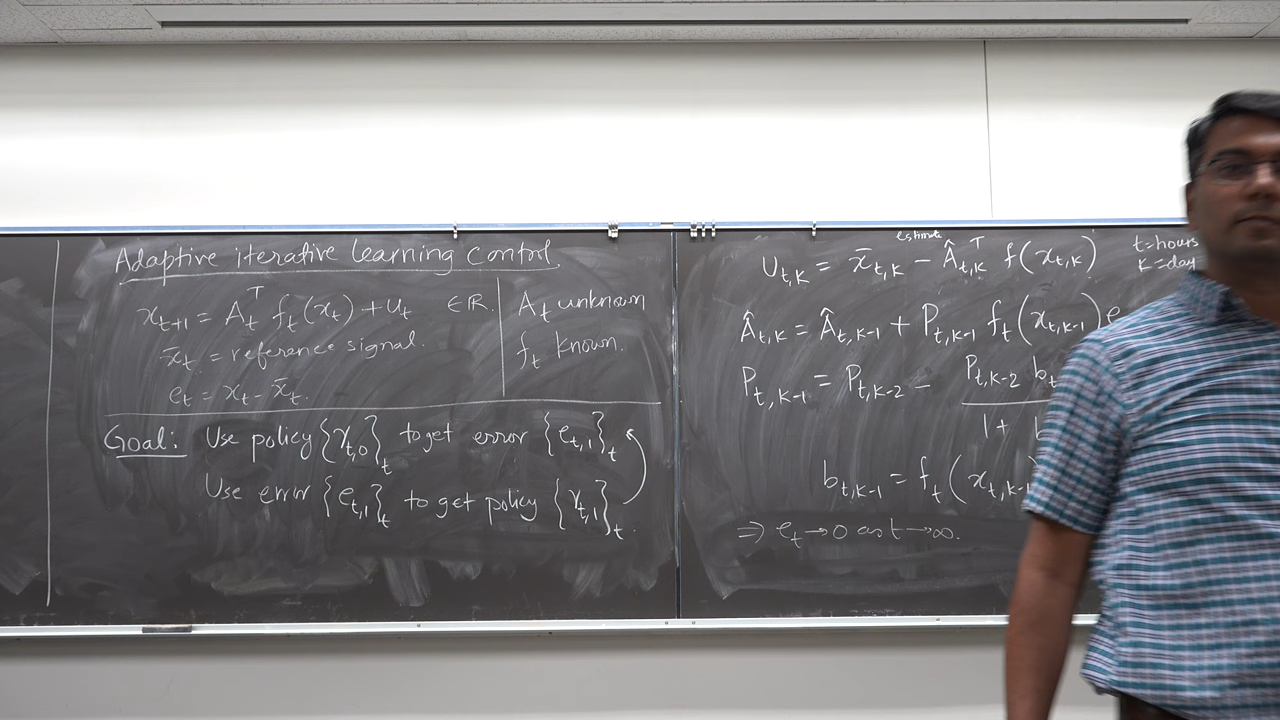 Adaptive iterative learning control
x_{t+1} = A_t^T f_t(x_t) + u_t ∈ ℝ.
x̄_t = reference signal.
e_t = x_t - x̄_t.
A_t unknown
f_t known.
Goal: Use policy {γ_{t,0}}_t to get error {e_{t,1}}_t
Use error {e_{t,1}}_t to get policy {γ_{t,1}}_t.
estimate
U_{t,k} = x̄_{t,k} - Â_{t,k}^T f(x_{t,k})
t=hours
k=day
Â_{t,k} = Â_{t,k-1} + P_{t,k-1} f_t(x_{t,k-1}) e
P_{t,k-1} = P_{t,k-2} - P_{t,k-2} b_t / 1 + b
b_{t,k-1} = f_t(x_{t,k-1}
⇒ e_t → 0 as t → ∞.